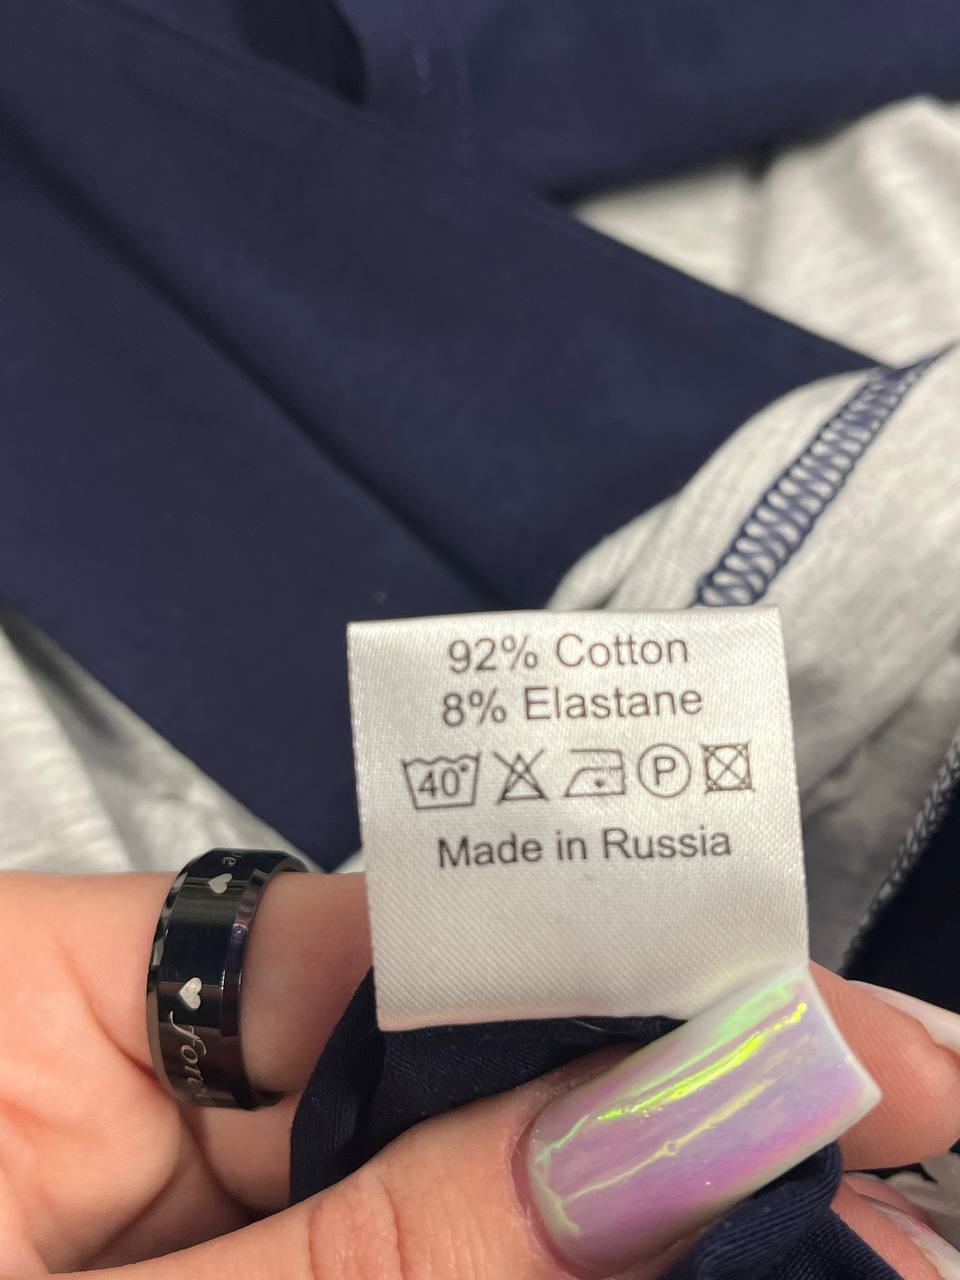 92% Cotton
8% Elastane
40° P
Made in Russia